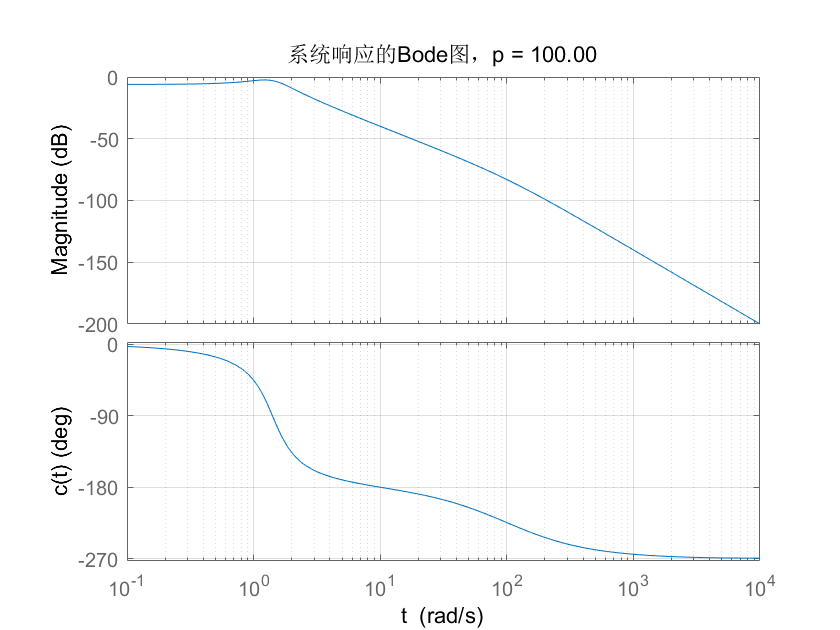 系统响应的Bode图，p = 100.00
Magnitude (dB)
0
-50
-100
-150
-200
c(t) (deg)
0
-90
-180
-270
10^-1 10^0 10^1 10^2 10^3 10^4
t (rad/s)